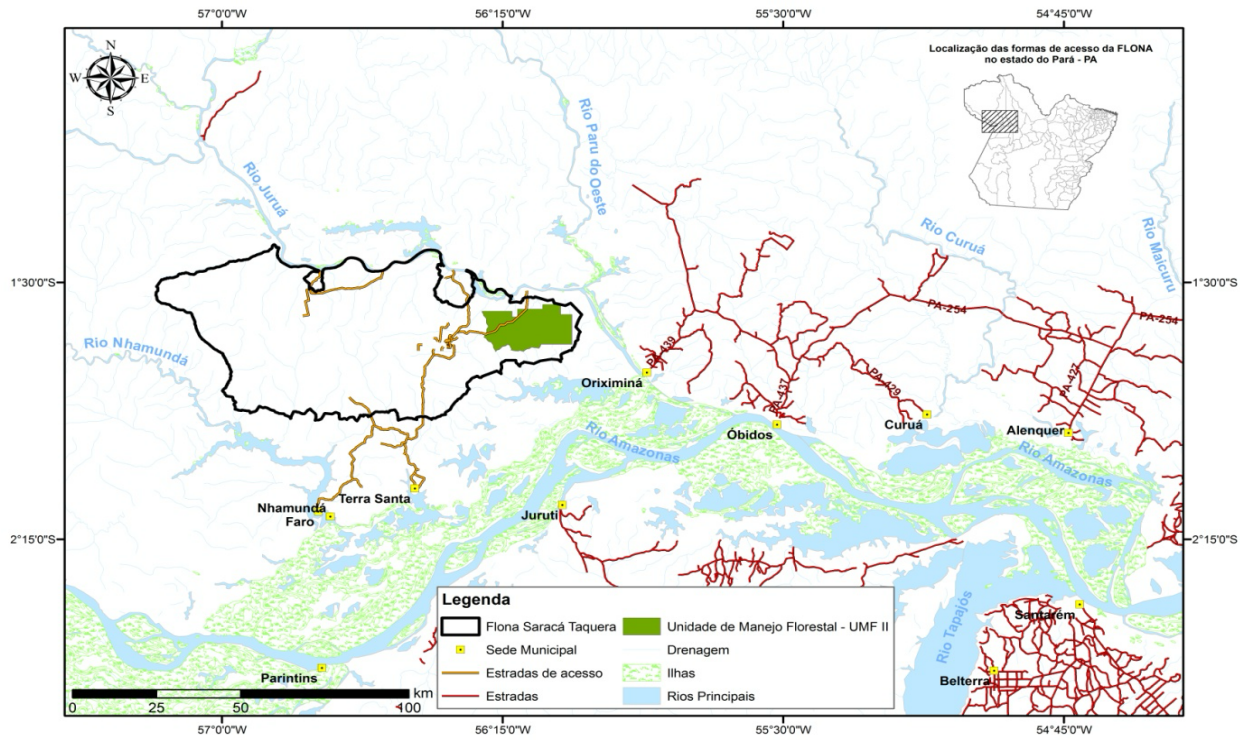 57°0'0"W
56°15'0"W
55°30'0"W
54°45'0"W
N
W
E
S
Localização das formas de acesso da FLONA
no estado do Pará - PA
Rio Paru do Oeste
Rio Juruá
Rio Curuá
Rio Maicuru
1°30'0"S
1°30'0"S
PA-254
PA-254
Rio Nhamundá
PA-439
Oriximiná
PA-437
PA-429
PA-427
Óbidos
Curuá
Alenquer
Rio Amazonas
Rio Amazonas
Terra Santa
Nhamundá
Faro
Juruti
2°15'0"S
2°15'0"S
Legenda
Flona Saracá Taquera
Unidade de Manejo Florestal - UMF II
Sede Municipal
Drenagem
Estradas de acesso
Ilhas
Estradas
Rios Principais
Santarém
Rio Tapajós
Belterra
Parintins
km
0
25
50
100
57°0'0"W
56°15'0"W
55°30'0"W
54°45'0"W